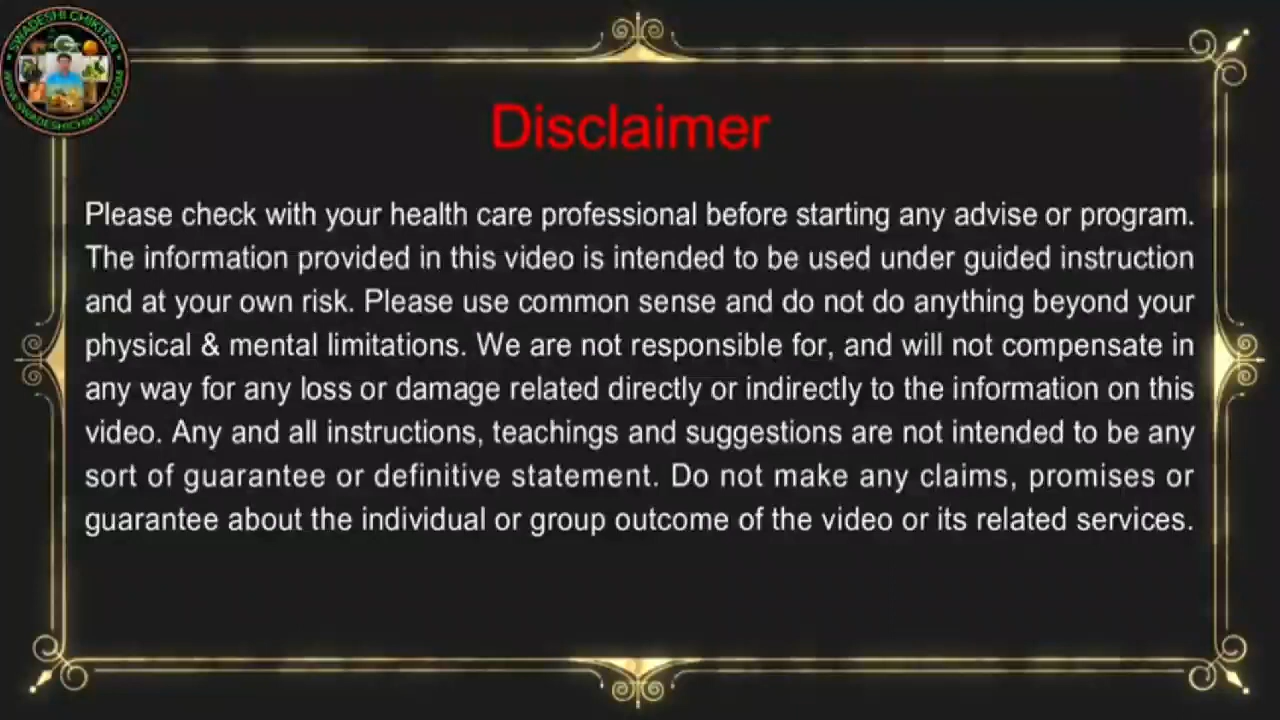 SWADESHI CHIKITSA
WWW.SWADESHICHIKITSA.COM
Disclaimer
Please check with your health care professional before starting any advise or program.
The information provided in this video is intended to be used under guided instruction
and at your own risk. Please use common sense and do not do anything beyond your
physical & mental limitations. We are not responsible for, and will not compensate in
any way for any loss or damage related directly or indirectly to the information on this
video. Any and all instructions, teachings and suggestions are not intended to be any
sort of guarantee or definitive statement. Do not make any claims, promises or
guarantee about the individual or group outcome of the video or its related services.